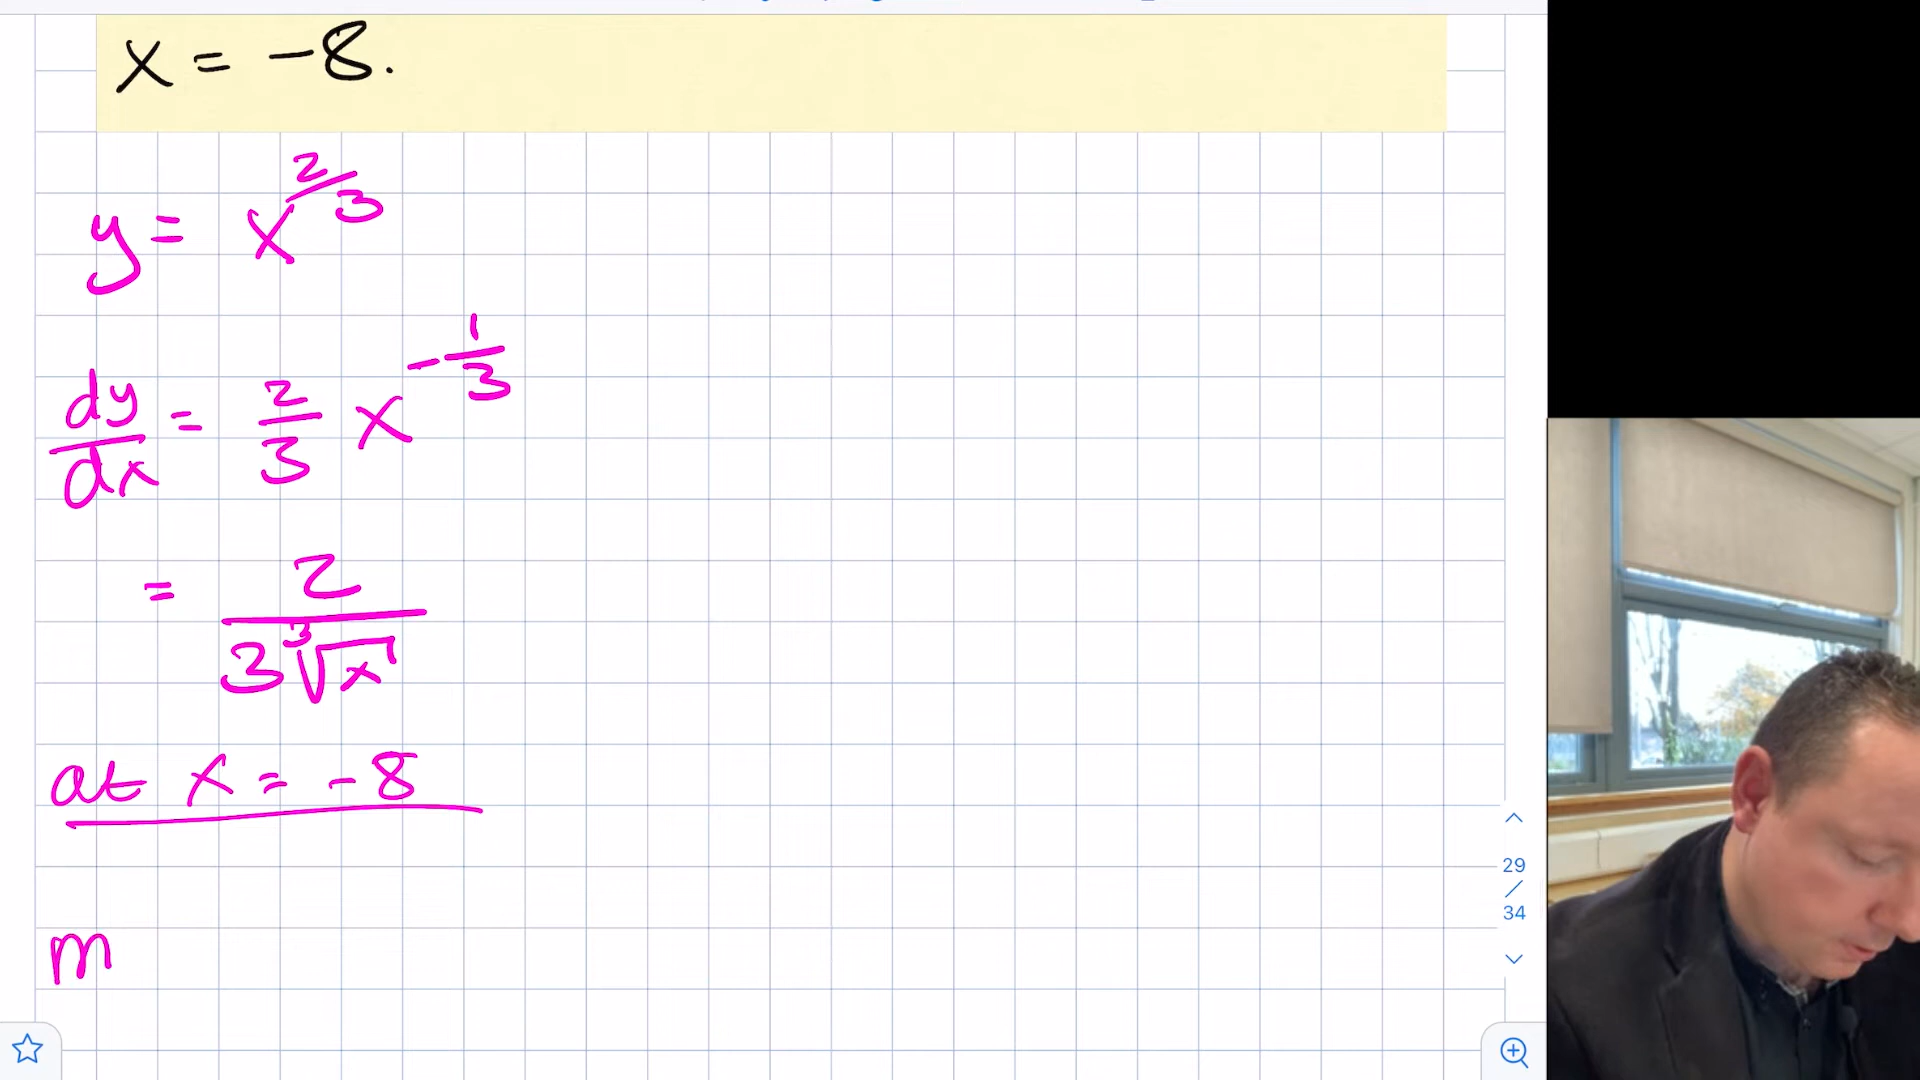 x = -8.
y = x^{2/3}
dy/dx = 2/3 x^{-1/3}
= 2/(3∛x)
at x = -8
m
29
/
34